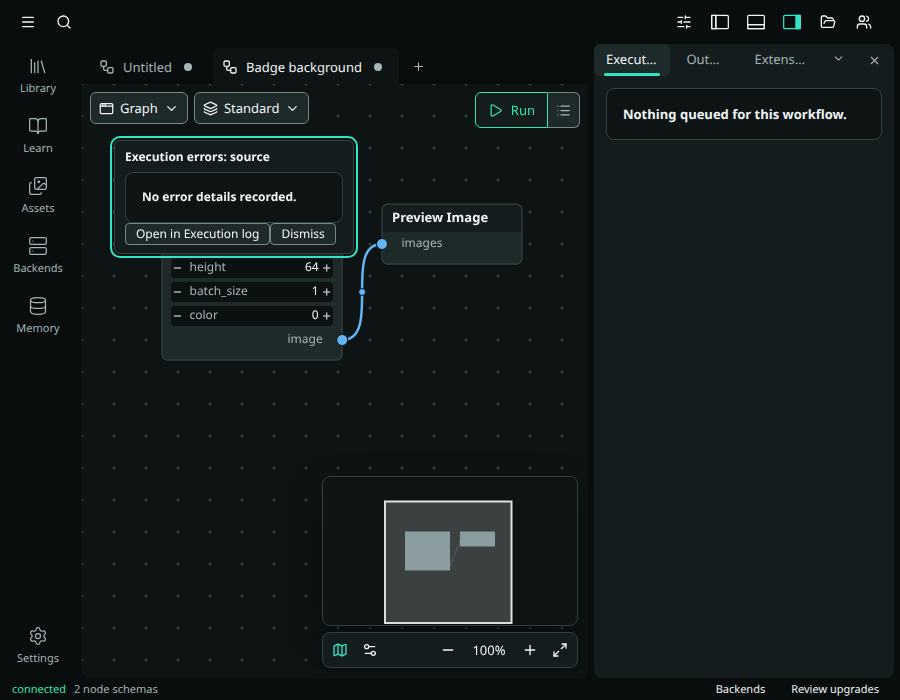 Untitled
Badge background
Execut...
Out...
Extens...
Library
Learn
Assets
Backends
Memory
Settings
Graph
Standard
Run
Nothing queued for this workflow.
Execution errors: source
No error details recorded.
Open in Execution log
Dismiss
Preview Image
images
height
64
batch_size
1
color
0
image
100%
connected
2 node schemas
Backends
Review upgrades